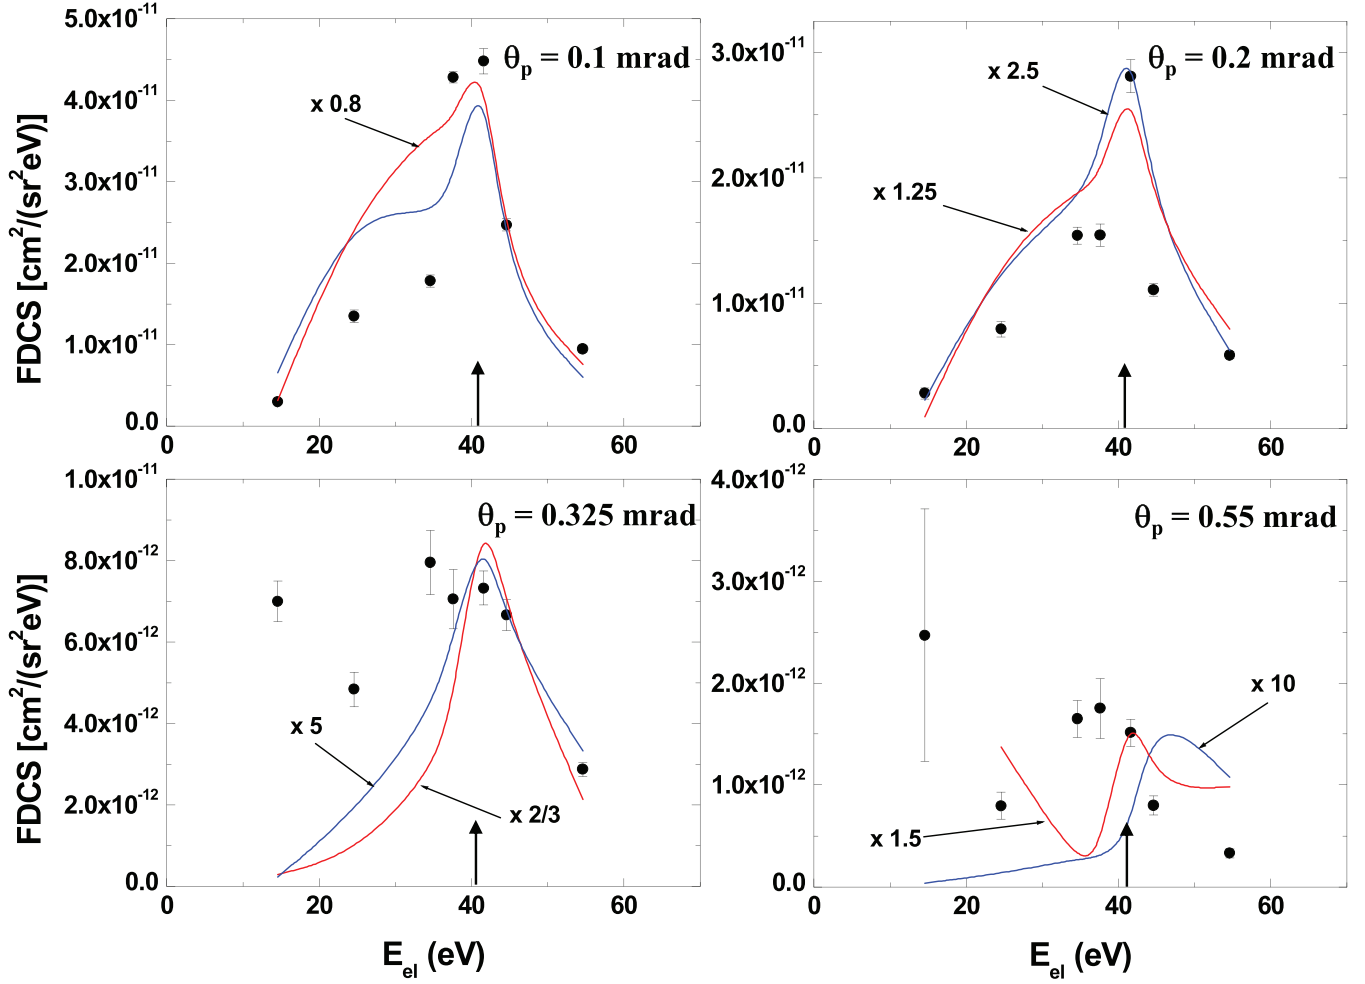 5.0x10⁻¹¹
4.0x10⁻¹¹
3.0x10⁻¹¹
2.0x10⁻¹¹
1.0x10⁻¹¹
0.0
FDCS [cm²/(sr²eV)]
θp = 0.1 mrad
x 0.8
0 20 40 60
3.0x10⁻¹¹
2.0x10⁻¹¹
1.0x10⁻¹¹
0.0
θp = 0.2 mrad
x 2.5
x 1.25
0 20 40 60
1.0x10⁻¹¹
8.0x10⁻¹²
6.0x10⁻¹²
4.0x10⁻¹²
2.0x10⁻¹²
0.0
FDCS [cm²/(sr²eV)]
θp = 0.325 mrad
x 5
x 2/3
0 20 40 60
Eel (eV)
4.0x10⁻¹²
3.0x10⁻¹²
2.0x10⁻¹²
1.0x10⁻¹²
0.0
θp = 0.55 mrad
x 10
x 1.5
0 20 40 60
Eel (eV)